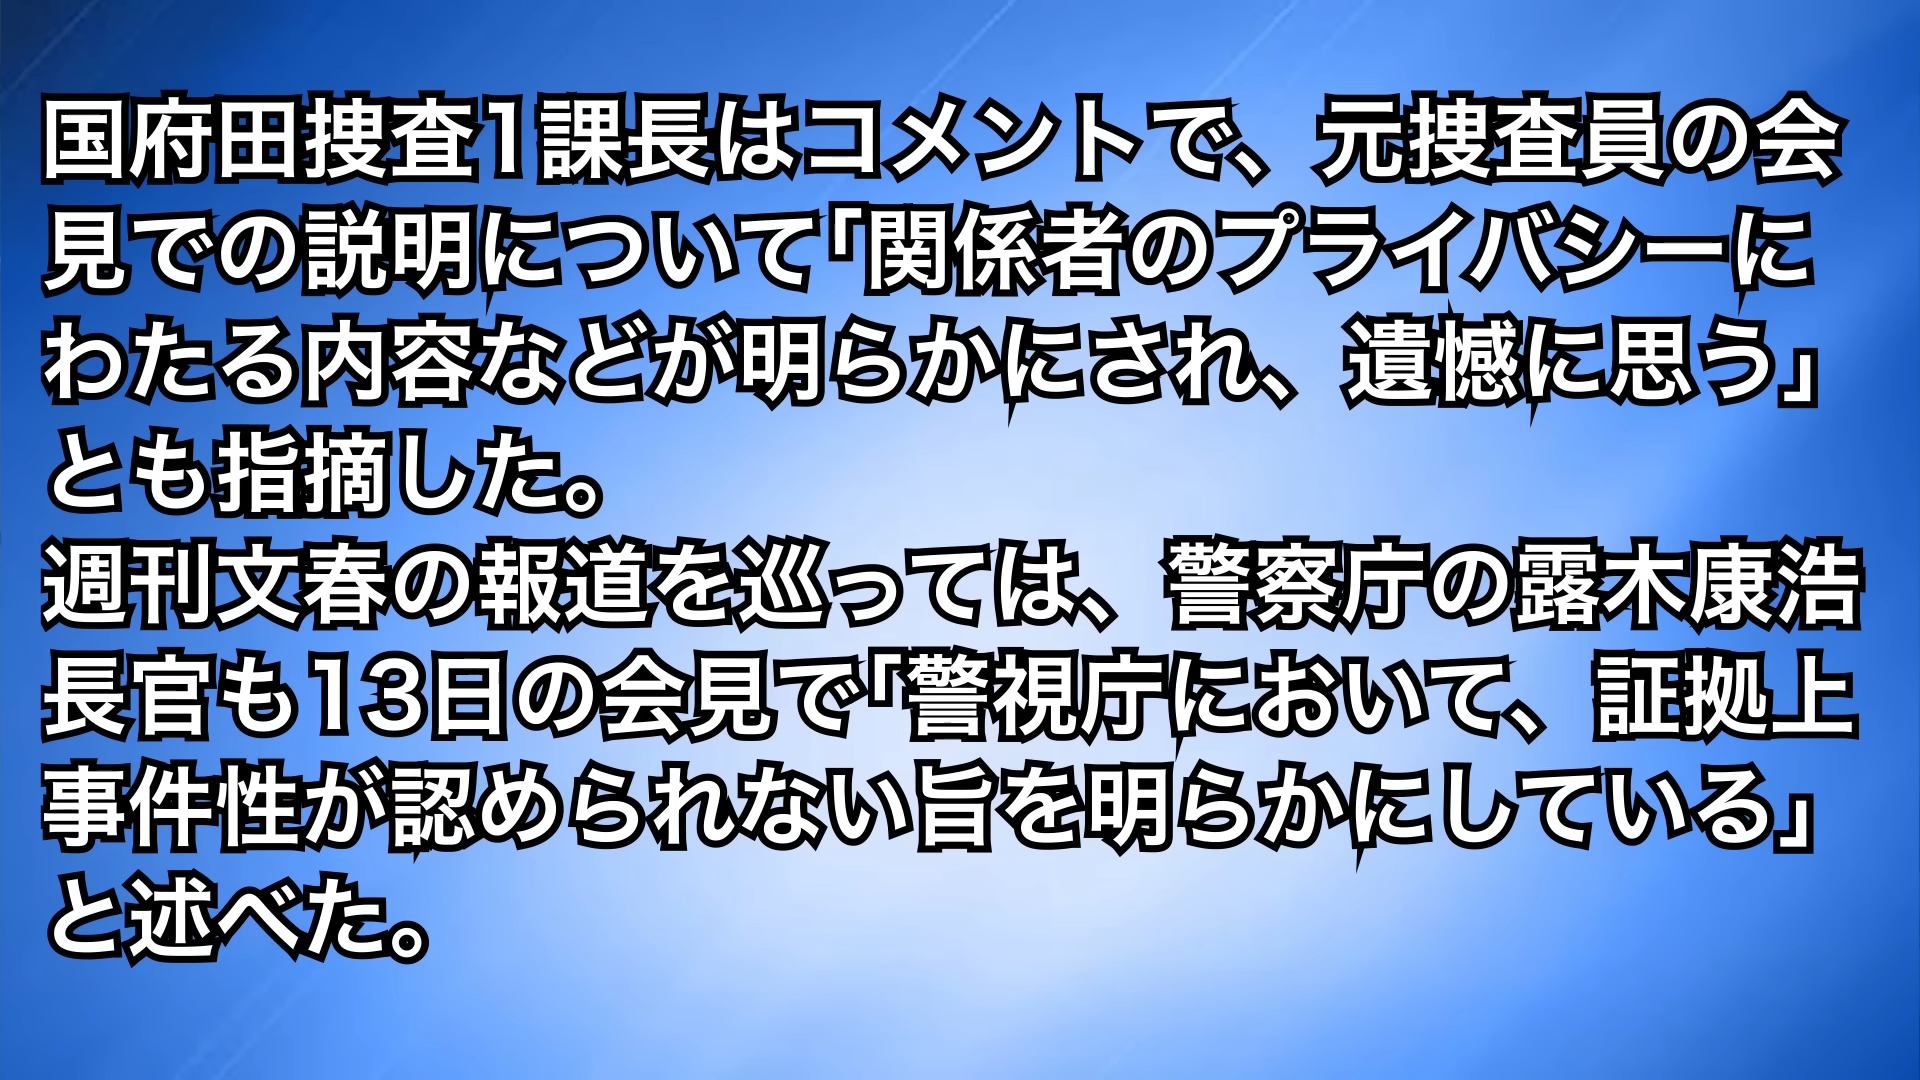 国府田捜査1課長はコメントで、元捜査員の会
見での説明について｢関係者のプライバシーに
わたる内容などが明らかにされ、遺憾に思う｣
とも指摘した。
週刊文春の報道を巡っては、警察庁の露木康浩
長官も13日の会見で｢警視庁において、証拠上
事件性が認められない旨を明らかにしている｣
と述べた。